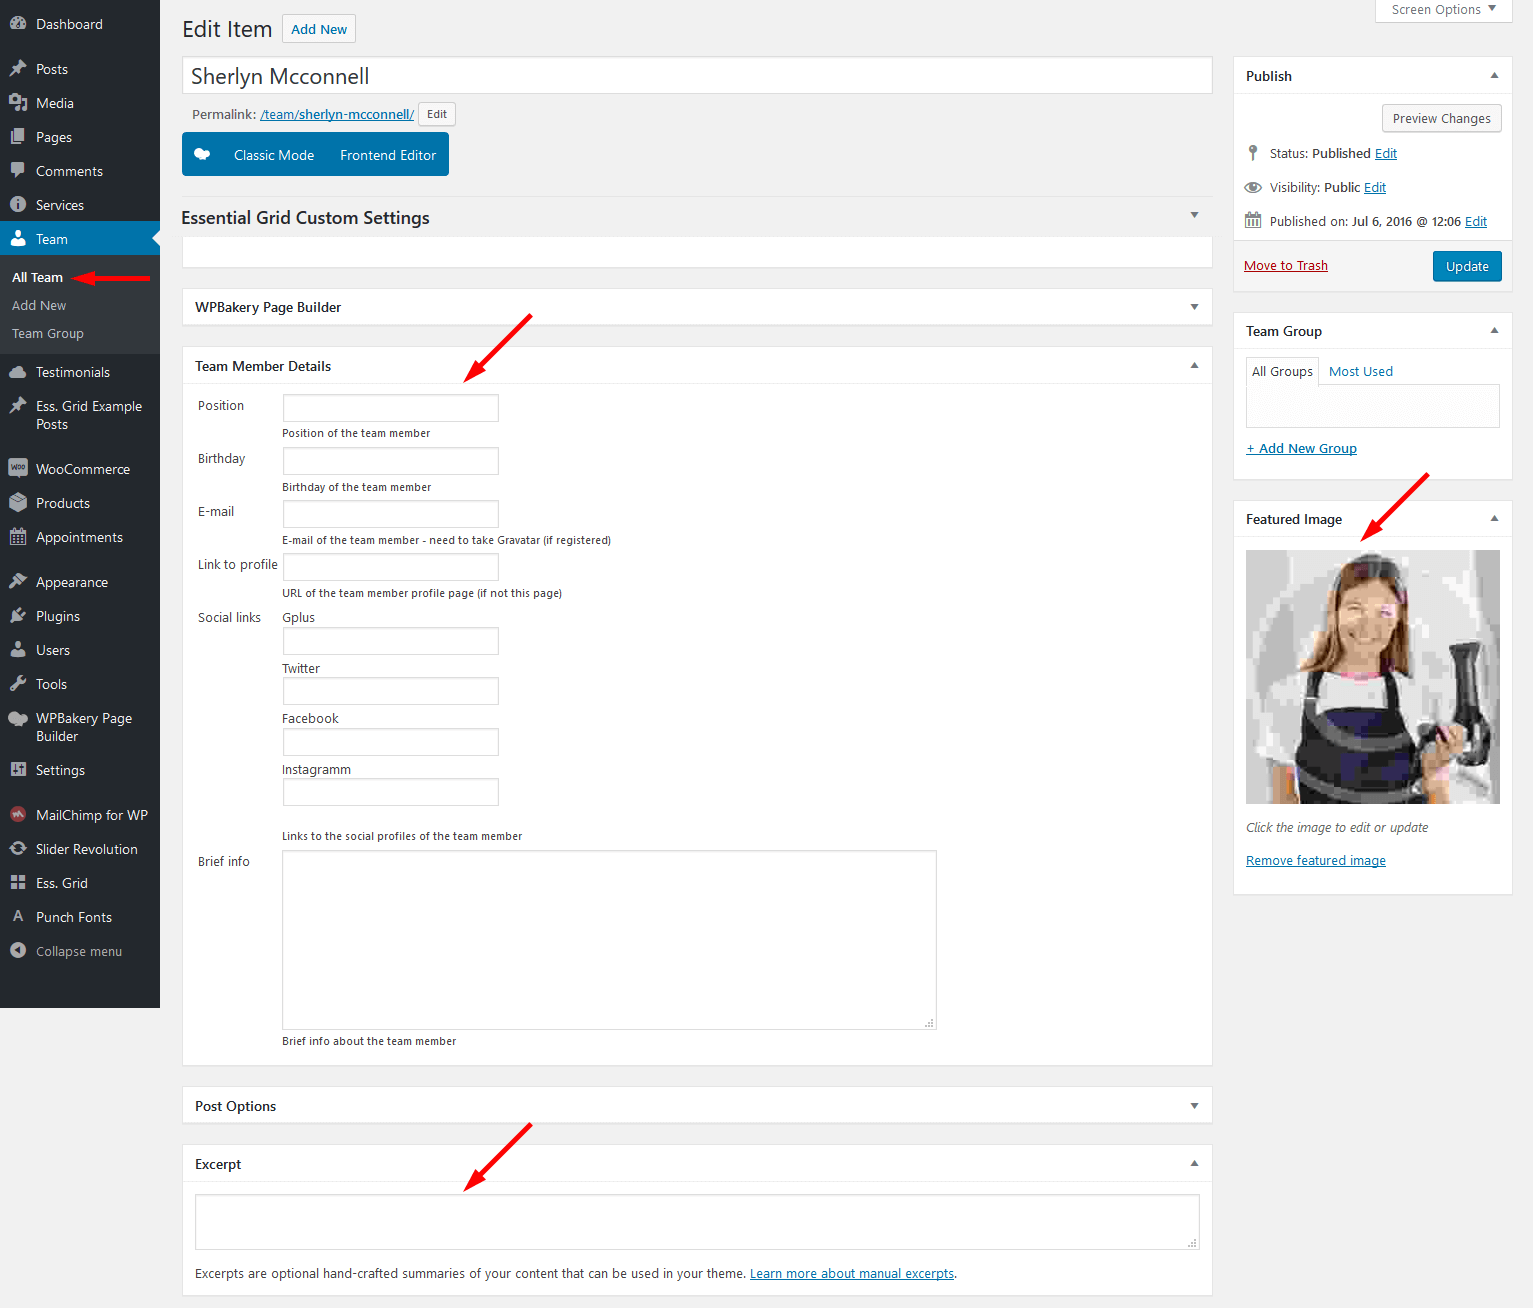 Dashboard
Posts
Media
Pages
Comments
Services
Team
All Team
Add New
Team Group
Testimonials
Ess. Grid Example
Posts
WOO
WooCommerce
Products
Appointments
Appearance
Plugins
Users
Tools
WPBakery Page
Builder
Settings
MailChimp for WP
Slider Revolution
Ess. Grid
A Punch Fonts
Collapse menu
Screen Options
Edit Item Add New
Sherlyn Mcconnell
Permalink: /team/sherlyn-mcconnell/ Edit
Classic Mode Frontend Editor
Essential Grid Custom Settings
WPBakery Page Builder
Team Member Details
Position
Position of the team member
Birthday
Birthday of the team member
E-mail
E-mail of the team member - need to take Gravatar (if registered)
Link to profile
URL of the team member profile page (if not this page)
Social links Gplus
Twitter
Facebook
Instagramm
Links to the social profiles of the team member
Brief info
Brief info about the team member
Post Options
Excerpt
Excerpts are optional hand-crafted summaries of your content that can be used in your theme. Learn more about manual excerpts.
Publish
Preview Changes
Status: Published Edit
Visibility: Public Edit
Published on: Jul 6, 2016 @ 12:06 Edit
Move to Trash Update
Team Group
All Groups Most Used
+ Add New Group
Featured Image
Click the image to edit or update
Remove featured image